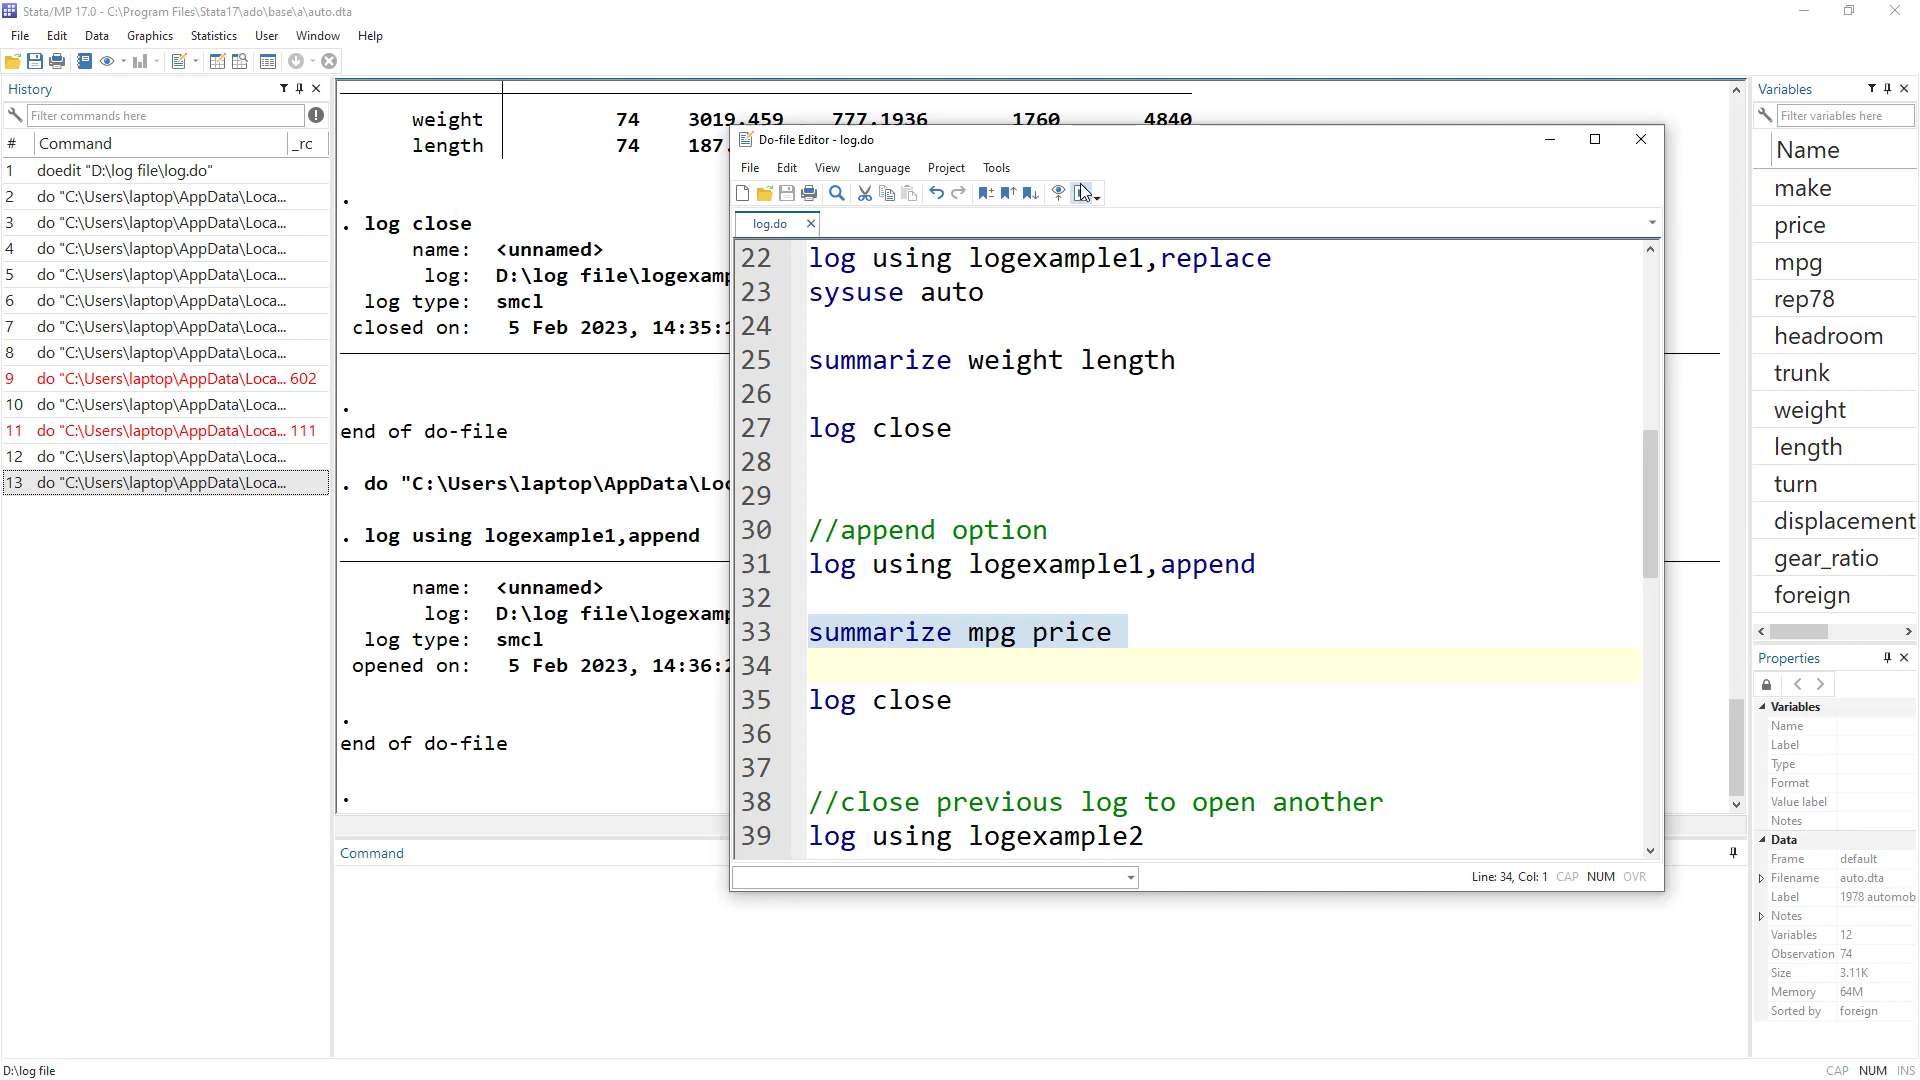 Stata/MP 17.0 - C:\Program Files\Stata17\ado\base\a\auto.dta
File Edit Data Graphics Statistics User Window Help
History
Filter commands here
# Command _rc
1 doedit "D:\log file\log.do"
2 do "C:\Users\laptop\AppData\Loca...
3 do "C:\Users\laptop\AppData\Loca...
4 do "C:\Users\laptop\AppData\Loca...
5 do "C:\Users\laptop\AppData\Loca...
6 do "C:\Users\laptop\AppData\Loca...
7 do "C:\Users\laptop\AppData\Loca...
8 do "C:\Users\laptop\AppData\Loca...
9 do "C:\Users\laptop\AppData\Loca... 602
10 do "C:\Users\laptop\AppData\Loca...
11 do "C:\Users\laptop\AppData\Loca... 111
12 do "C:\Users\laptop\AppData\Loca...
13 do "C:\Users\laptop\AppData\Loca...
weight 74 3019.459 777.1936 1760 4840
length 74 187.
.
. log close
name: <unnamed>
log: D:\log file\logexamp
log type: smcl
closed on: 5 Feb 2023, 14:35:1
.
end of do-file
. do "C:\Users\laptop\AppData\Loc
. log using logexample1,append
name: <unnamed>
log: D:\log file\logexamp
log type: smcl
opened on: 5 Feb 2023, 14:36:2
.
end of do-file
.
Command
Do-file Editor - log.do
File Edit View Language Project Tools
log.do
22 log using logexample1,replace
23 sysuse auto
24
25 summarize weight length
26
27 log close
28
29
30 //append option
31 log using logexample1,append
32
33 summarize mpg price
34
35 log close
36
37
38 //close previous log to open another
39 log using logexample2
Line: 34, Col: 1 CAP NUM OVR
Variables
Filter variables here
Name
make
price
mpg
rep78
headroom
trunk
weight
length
turn
displacement
gear_ratio
foreign
Properties
Variables
Name
Label
Type
Format
Value label
Notes
Data
Frame default
Filename auto.dta
Label 1978 automob
Notes
Variables 12
Observation 74
Size 3.11K
Memory 64M
Sorted by foreign
D:\log file
CAP NUM INS